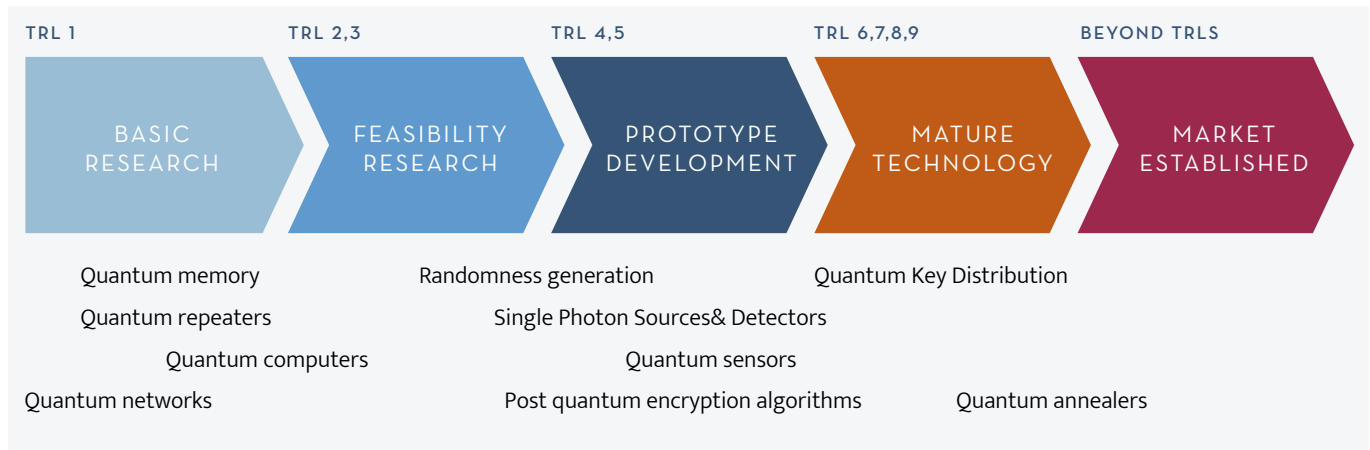 TRL 1
TRL 2,3
TRL 4,5
TRL 6,7,8,9
BEYOND TRLS
BASIC
RESEARCH
FEASIBILITY
RESEARCH
PROTOTYPE
DEVELOPMENT
MATURE
TECHNOLOGY
MARKET
ESTABLISHED
Quantum memory
Randomness generation
Quantum Key Distribution
Quantum repeaters
Single Photon Sources& Detectors
Quantum computers
Quantum sensors
Quantum networks
Post quantum encryption algorithms
Quantum annealers